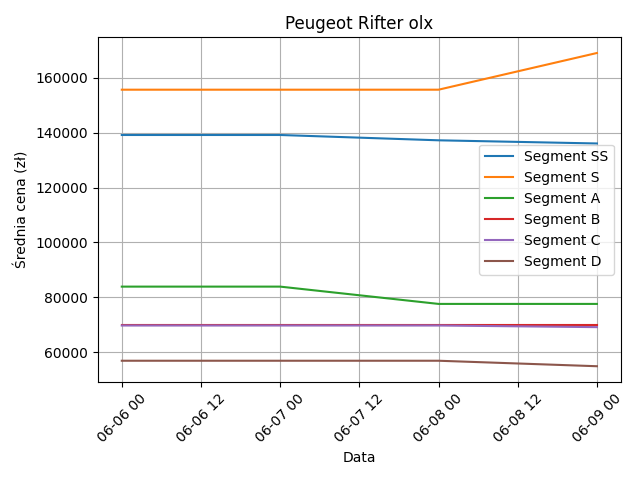 Peugeot Rifter olx
Średnia cena (zł)
160000
140000
120000
100000
80000
60000
Segment SS
Segment S
Segment A
Segment B
Segment C
Segment D
06-06 00
06-06 12
06-07 00
06-07 12
06-08 00
06-08 12
06-09 00
Data